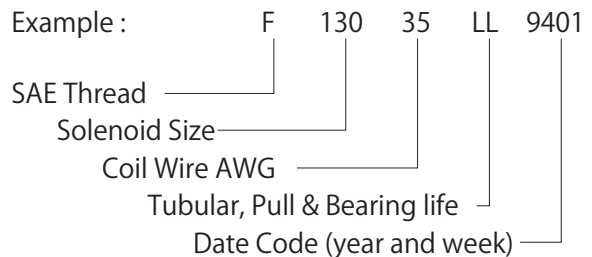 Example : F 130 35 LL 9401
SAE Thread
Solenoid Size
Coil Wire AWG
Tubular, Pull & Bearing life
Date Code (year and week)